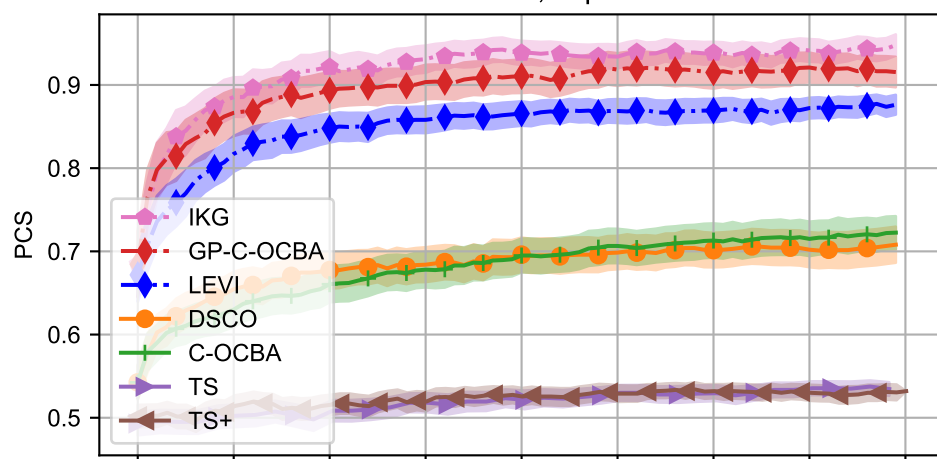 0.9
0.8
0.7
0.6
0.5
PCS
IKG
GP-C-OCBA
LEVI
DSCO
C-OCBA
TS
TS+